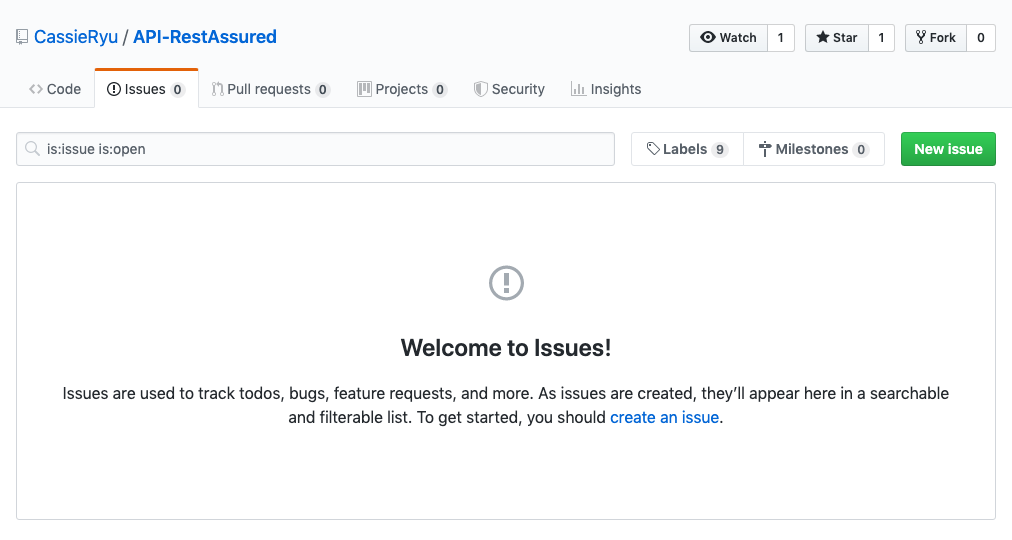 CassieRyu / API-RestAssured
Watch 1 Star 1 Fork 0
Code Issues 0 Pull requests 0 Projects 0 Security Insights
is:issue is:open Labels 9 Milestones 0 New issue
Welcome to Issues!
Issues are used to track todos, bugs, feature requests, and more. As issues are created, they’ll appear here in a searchable
and filterable list. To get started, you should create an issue.